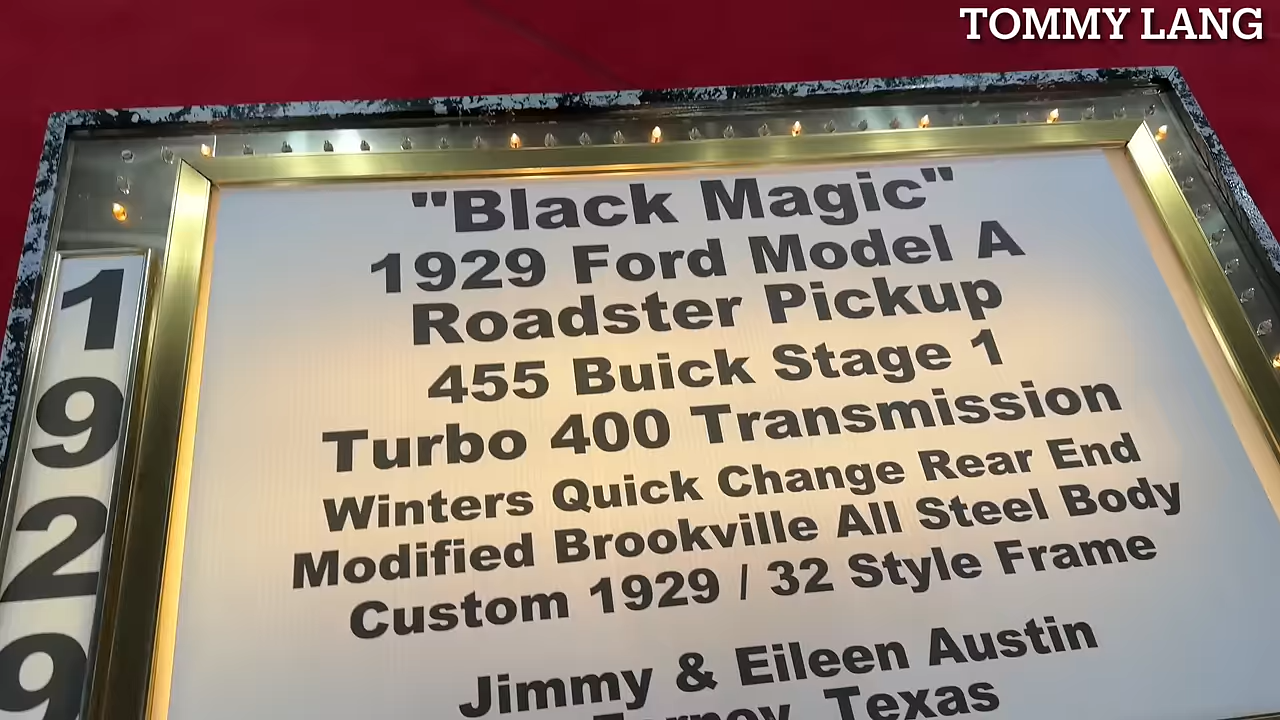 TOMMY LANG
"Black Magic"
1929 Ford Model A
Roadster Pickup
455 Buick Stage 1
Turbo 400 Transmission
Winters Quick Change Rear End
Modified Brookville All Steel Body
Custom 1929 / 32 Style Frame
Jimmy & Eileen Austin
Texas
1
9
2
9